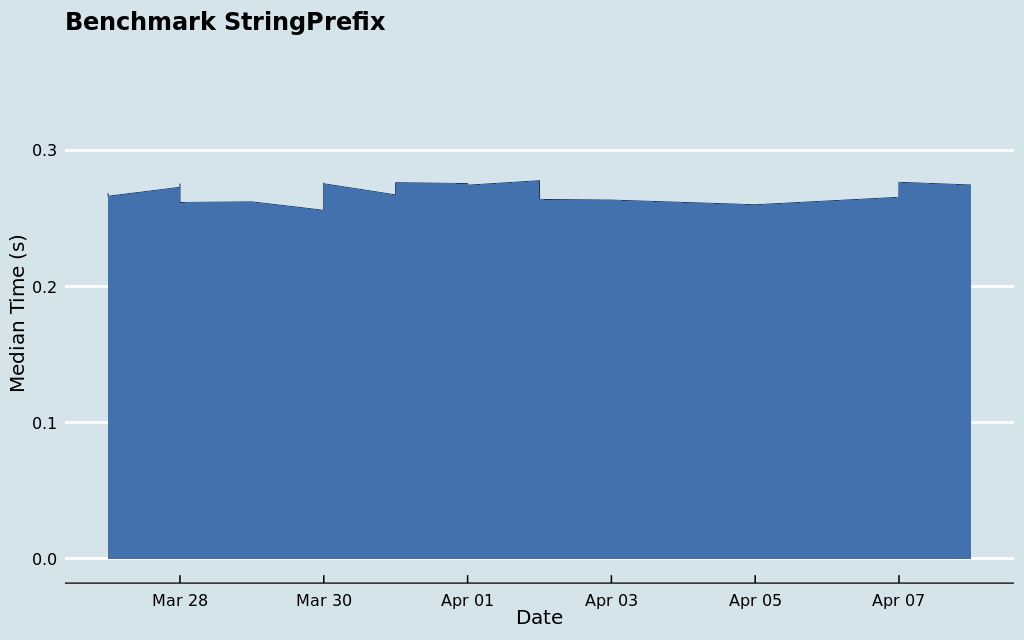 Benchmark StringPrefix
Median Time (s)
0.3
0.2
0.1
0.0
Mar 28 Mar 30 Apr 01 Apr 03 Apr 05 Apr 07
Date